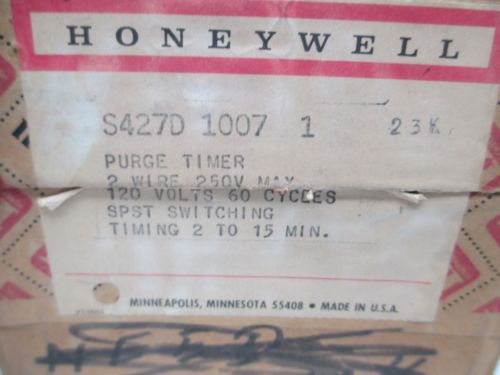 HONEYWELL
S427D 1007 1 23K
PURGE TIMER
2 WIRE 250V MAX
120 VOLTS 60 CYCLES
SPST SWITCHING
TIMING 2 TO 15 MIN.
MINNEAPOLIS, MINNESOTA 55408 • MADE IN U.S.A.